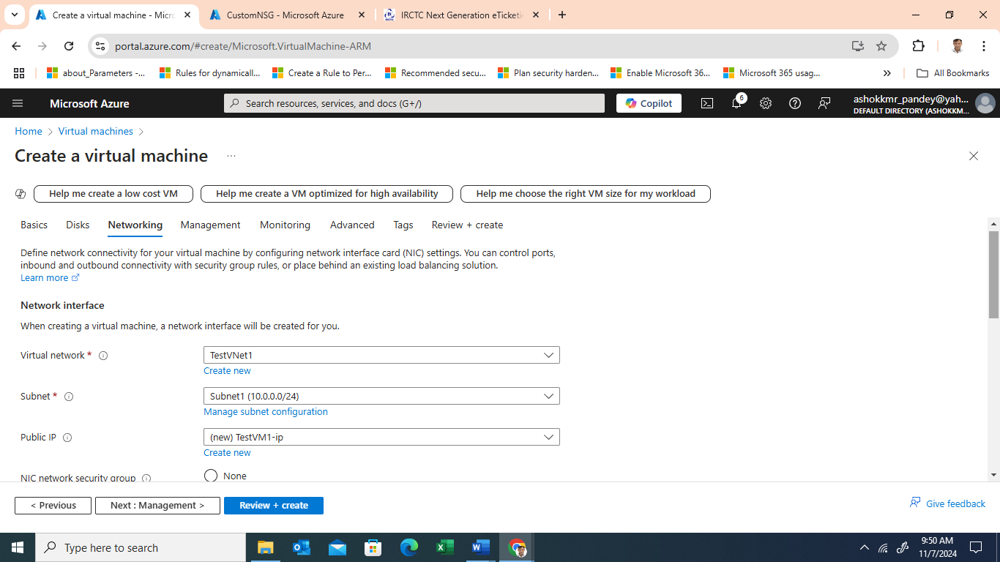 Create a virtual machine - Micro
CustomNSG - Microsoft Azure
IRCTC Next Generation eTicketin
portal.azure.com/#create/Microsoft.VirtualMachine-ARM
about_Parameters -...
Rules for dynamicall...
Create a Rule to Per...
Recommended secu...
Plan security harden...
Enable Microsoft 36...
Microsoft 365 usag...
All Bookmarks
Microsoft Azure
Search resources, services, and docs (G+/)
Copilot
6
ashokkmr_pandey@yah...
DEFAULT DIRECTORY (ASHOKKM...
Home > Virtual machines >
Create a virtual machine ...
Help me create a low cost VM
Help me create a VM optimized for high availability
Help me choose the right VM size for my workload
Basics Disks Networking Management Monitoring Advanced Tags Review + create
Define network connectivity for your virtual machine by configuring network interface card (NIC) settings. You can control ports,
inbound and outbound connectivity with security group rules, or place behind an existing load balancing solution.
Learn more
Network interface
When creating a virtual machine, a network interface will be created for you.
Virtual network *
TestVNet1
Create new
Subnet *
Subnet1 (10.0.0.0/24)
Manage subnet configuration
Public IP
(new) TestVM1-ip
Create new
NIC network security group
None
< Previous
Next : Management >
Review + create
Give feedback
Type here to search
9:50 AM
11/7/2024